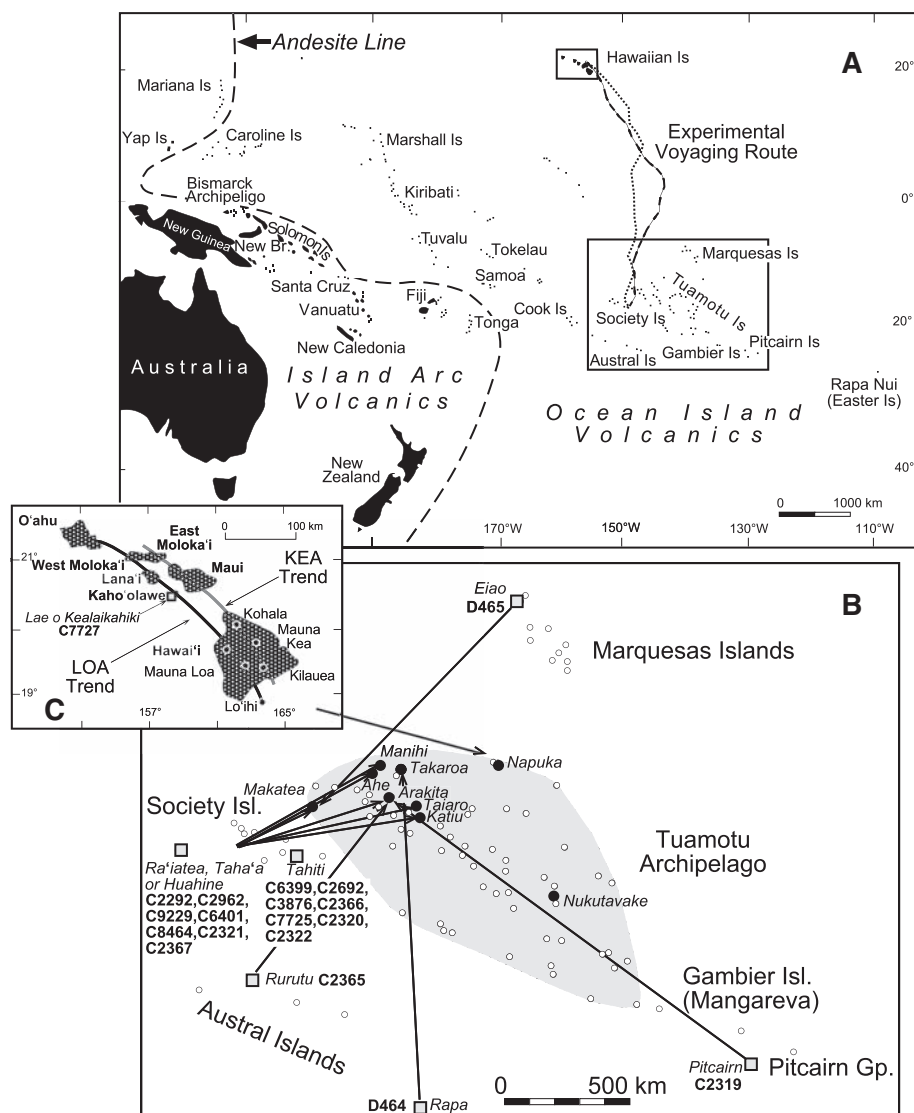 Andesite Line
A
20°
Hawaiian Is
Mariana Is
Experimental
Voyaging Route
Yap Is
Caroline Is
Marshall Is
Bismarck
Archipeligo
Kiribati
0°
New Guinea
New Br.
Solomon Is
Tuvalu
Tokelau
Marquesas Is
Samoa
Santa Cruz
Tuamotu Is
Vanuatu
Fiji
Cook Is
Society Is
20°
Tonga
New Caledonia
Pitcairn Is
Austral Is
Gambier Is
Australia
Island Arc
Volcanics
Rapa Nui
(Easter Is)
Ocean Island
Volcanics
New
Zealand
40°
0 1000 km
170°W
150°W
130°W
110°W
O‘ahu
East
Moloka‘i
0 100 km
21°
West Moloka‘i
Maui
KEA
Trend
Lana‘i
Kaho‘olawe
Lae o Kealaikahiki
C7727
Kohala
Mauna
Kea
Hawai‘i
LOA
Trend
Mauna Loa
Kilauea
19°
Lo‘ihi
C
157°
165°
B
Eiao
D465
Marquesas Islands
Manihi
Takaroa
Napuka
Makatea
Ahe
Arakita
Taiaro
Katiu
Society Isl.
Tuamotu
Archipelago
Ra‘iatea, Taha‘a
or Huahine
C2292,C2962,
C9229,C6401,
C8464,C2321,
C2367
Tahiti
C6399,C2692,
C3876,C2366,
C7725,C2320,
C2322
Nukutavake
Rurutu C2365
Gambier Isl.
(Mangareva)
Austral Islands
Pitcairn
C2319
Pitcairn Gp.
0 500 km
D464 Rapa